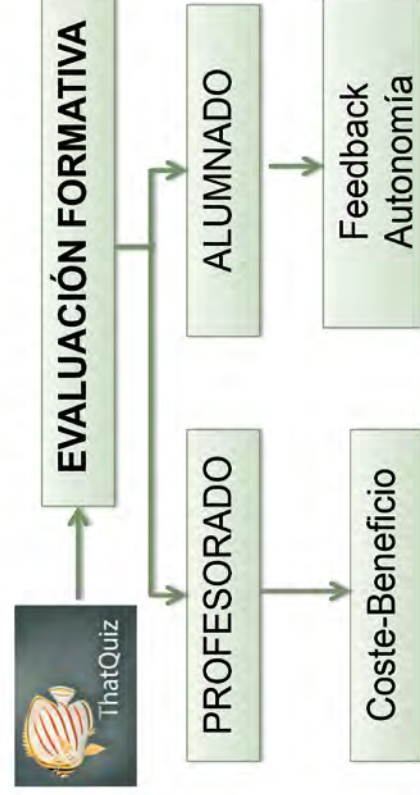 ThatQuiz
EVALUACIÓN FORMATIVA
PROFESORADO
ALUMNADO
Coste-Beneficio
Feedback
Autonomía